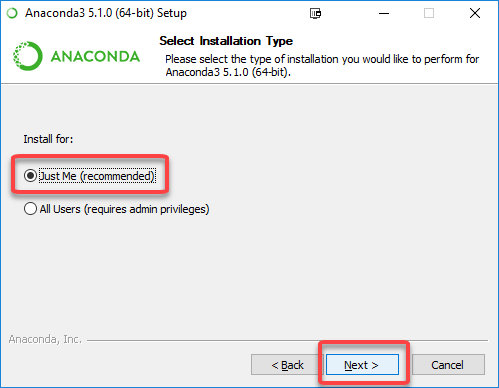 Anaconda3 5.1.0 (64-bit) Setup
ANACONDA
Select Installation Type
Please select the type of installation you would like to perform for
Anaconda3 5.1.0 (64-bit).
Install for:
Just Me (recommended)
All Users (requires admin privileges)
Anaconda, Inc.
< Back
Next >
Cancel